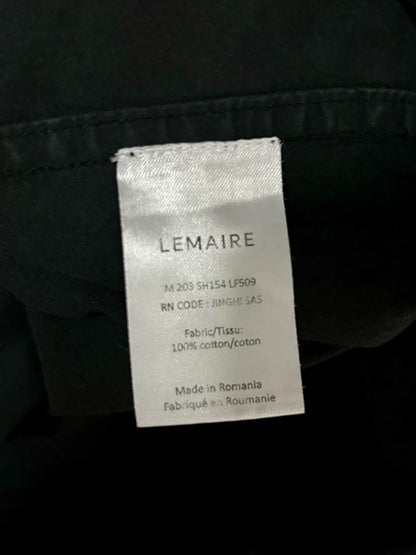 LEMAIRE
M 203 SH154 LF509
RN CODE : JINGHI SAS
Fabric/Tissu:
100% cotton/coton
Made in Romania
Fabriqué en Roumanie